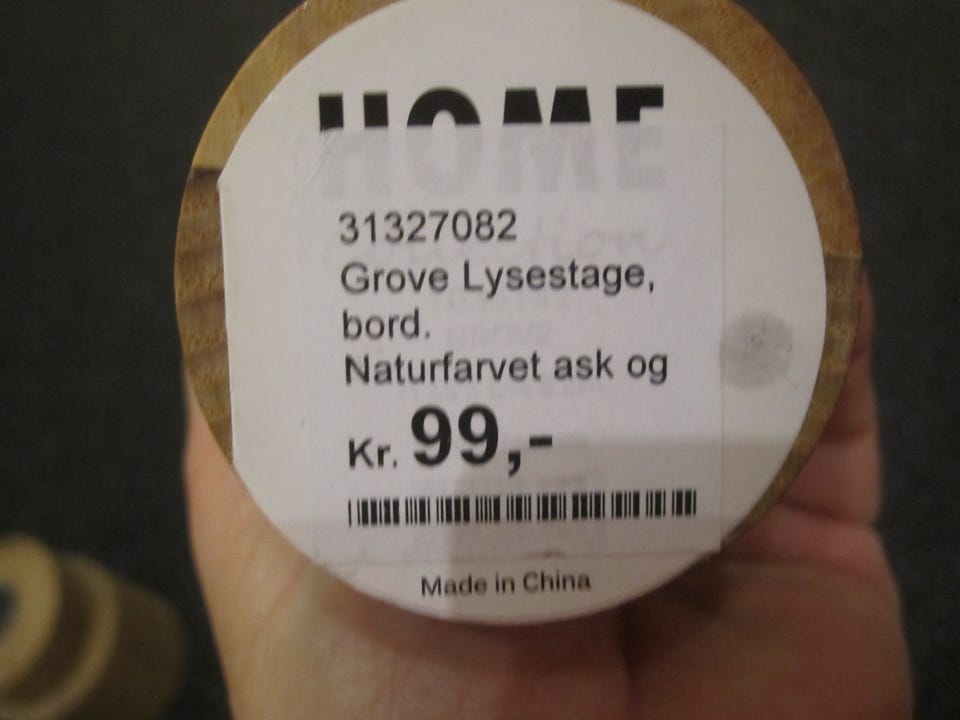 HOME
31327082
Grove Lysestage,
bord.
Naturfarvet ask og
Kr. 99,-
Made in China